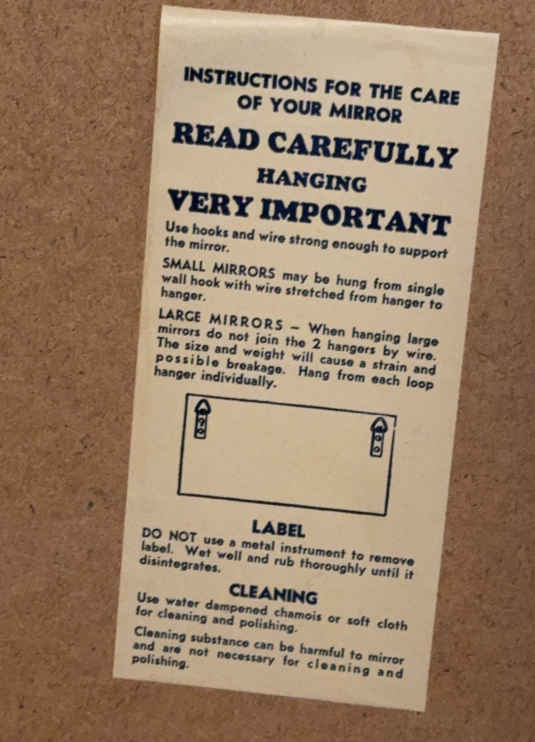 INSTRUCTIONS FOR THE CARE
OF YOUR MIRROR
READ CAREFULLY
HANGING
VERY IMPORTANT
Use hooks and wire strong enough to support
the mirror.
SMALL MIRRORS may be hung from single
wall hook with wire stretched from hanger to
hanger.
LARGE MIRRORS – When hanging large
mirrors do not join the 2 hangers by wire.
The size and weight will cause a strain and
possible breakage. Hang from each loop
hanger individually.
LABEL
DO NOT use a metal instrument to remove
label. Wet well and rub thoroughly until it
disintegrates.
CLEANING
Use water dampened chamois or soft cloth
for cleaning and polishing.
Cleaning substance can be harmful to mirror
and are not necessary for cleaning and
polishing.